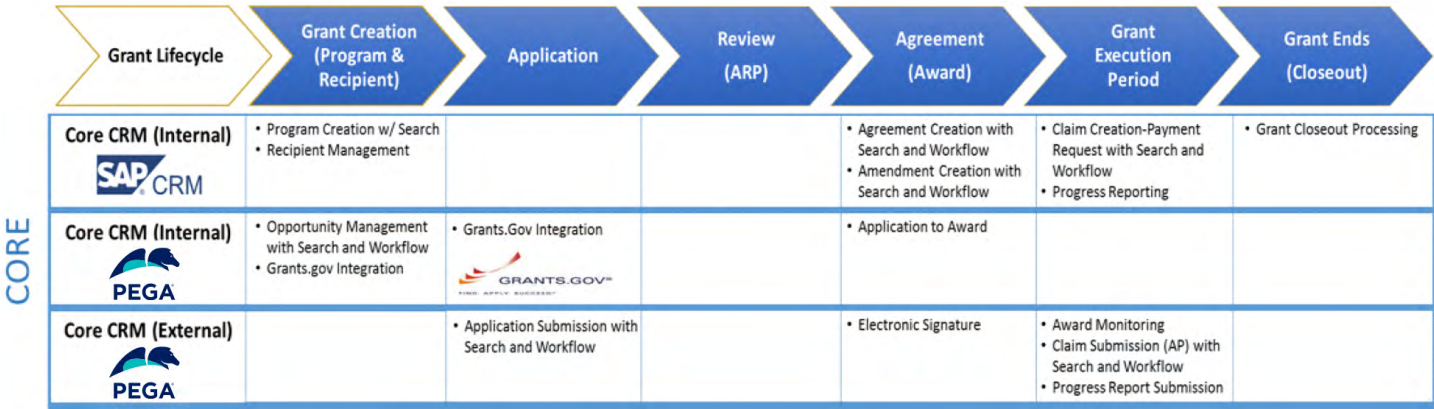 Grant Lifecycle
Grant Creation
(Program &
Recipient)
Application
Review
(ARP)
Agreement
(Award)
Grant
Execution
Period
Grant Ends
(Closeout)
CORE
Core CRM (Internal)
SAP CRM
• Program Creation w/ Search
• Recipient Management
• Agreement Creation with
Search and Workflow
• Amendment Creation with
Search and Workflow
• Claim Creation-Payment
Request with Search and
Workflow
• Progress Reporting
• Grant Closeout Processing
Core CRM (Internal)
PEGA
• Opportunity Management
with Search and Workflow
• Grants.gov Integration
• Grants.Gov Integration
GRANTS.GOV℠
FIND. APPLY. SUCCEED.℠
• Application to Award
Core CRM (External)
PEGA
• Application Submission with
Search and Workflow
• Electronic Signature
• Award Monitoring
• Claim Submission (AP) with
Search and Workflow
• Progress Report Submission